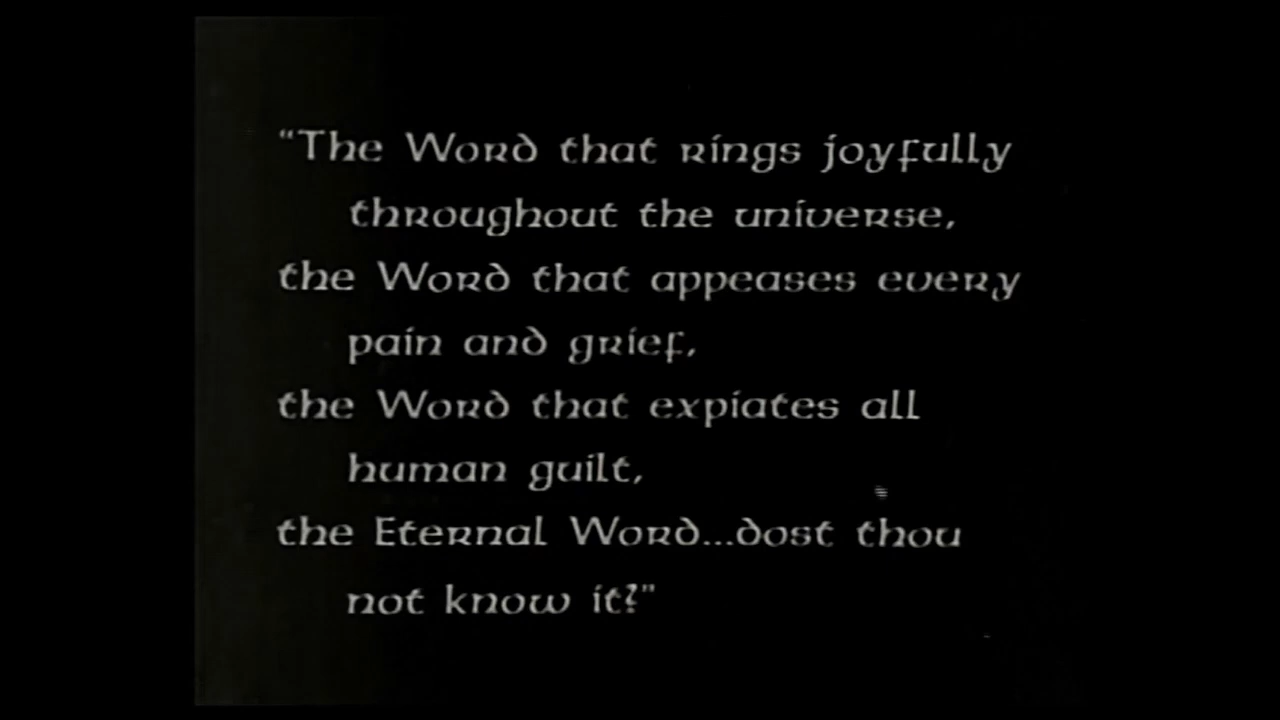 “The Word that rings joyfully
throughout the universe,
the Word that appeases every
pain and grief,
the Word that expiates all
human guilt,
the Eternal Word...dost thou
not know it?"